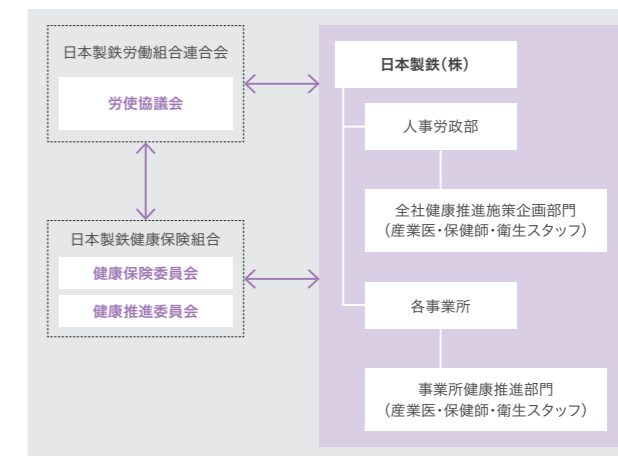 日本製鉄労働組合連合会
労使協議会
日本製鉄健康保険組合
健康保険委員会
健康推進委員会
日本製鉄(株)
人事労政部
全社健康推進施策企画部門
(産業医・保健師・衛生スタッフ)
各事業所
事業所健康推進部門
(産業医・保健師・衛生スタッフ)